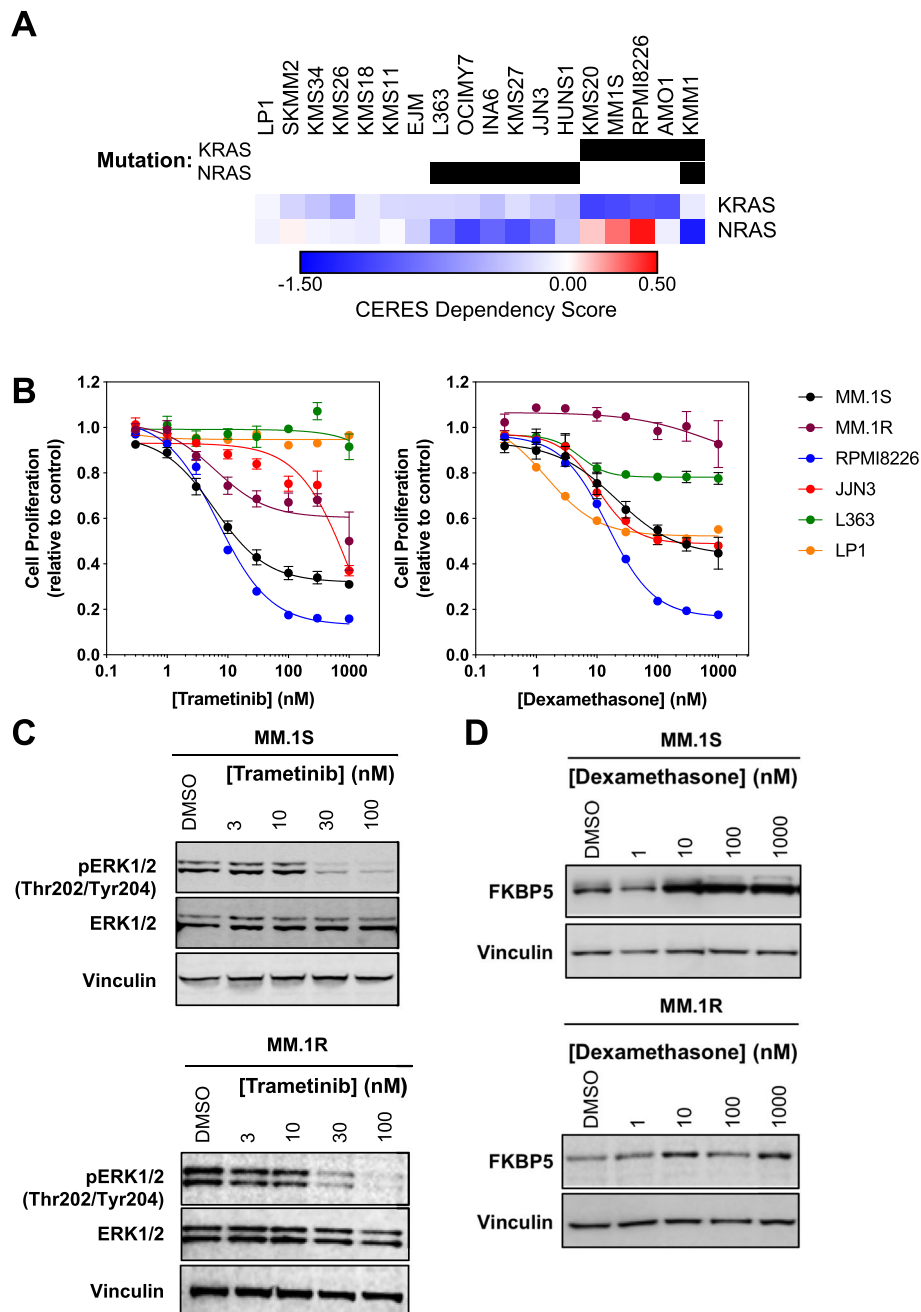 A
LP1
SKMM2
KMS34
KMS26
KMS18
KMS11
EJM
L363
OCIMY7
INA6
KMS27
JJN3
HUNS1
KMS20
MM1S
RPMI8226
AMO1
KMM1
Mutation:
KRAS
NRAS
KRAS
NRAS
-1.50
0.00
0.50
CERES Dependency Score
B
Cell Proliferation
(relative to control)
1.2
1.0
0.8
0.6
0.4
0.2
0.0
0.1 1 10 100 1000
[Trametinib] (nM)
Cell Proliferation
(relative to control)
1.2
1.0
0.8
0.6
0.4
0.2
0.0
0.1 1 10 100 1000
[Dexamethasone] (nM)
MM.1S
MM.1R
RPMI8226
JJN3
L363
LP1
C
MM.1S
[Trametinib] (nM)
DMSO 3 10 30 100
pERK1/2
(Thr202/Tyr204)
ERK1/2
Vinculin
MM.1R
[Trametinib] (nM)
DMSO 3 10 30 100
pERK1/2
(Thr202/Tyr204)
ERK1/2
Vinculin
D
MM.1S
[Dexamethasone] (nM)
DMSO 1 10 100 1000
FKBP5
Vinculin
MM.1R
[Dexamethasone] (nM)
DMSO 1 10 100 1000
FKBP5
Vinculin